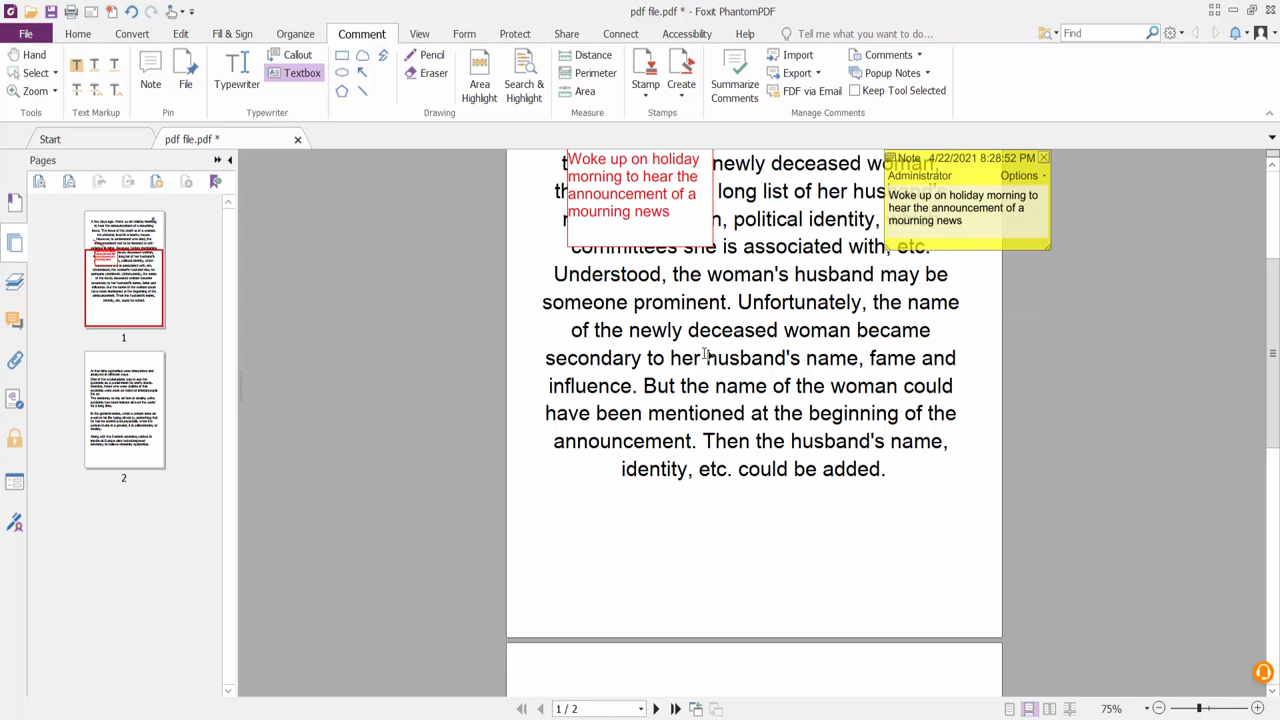 pdf file.pdf * - Foxit PhantomPDF
File Home Convert Edit Fill & Sign Organize Comment View Form Protect Share Connect Accessibility Help Tell me what you want to do... Find
Hand
Select
Zoom
Tools
Text Markup
Note
File
Pin
Typewriter
Callout
Textbox
Typewriter
Pencil
Eraser
Drawing
Area
Highlight
Search &
Highlight
Distance
Perimeter
Area
Measure
Stamp
Create
Stamps
Summarize
Comments
Import
Export
FDF via Email
Comments
Popup Notes
Keep Tool Selected
Manage Comments
Start
pdf file.pdf *
Pages
1
2
Woke up on holiday
morning to hear the
announcement of a
mourning news
newly deceased woman,
long list of her husband's
political identity,
committees she is associated with, etc.
Understood, the woman's husband may be
someone prominent. Unfortunately, the name
of the newly deceased woman became
secondary to her husband's name, fame and
influence. But the name of the woman could
have been mentioned at the beginning of the
announcement. Then the husband's name,
identity, etc. could be added.
Note 4/22/2021 8:28:52 PM
Administrator Options
Woke up on holiday morning to
hear the announcement of a
mourning news
1 / 2
75%